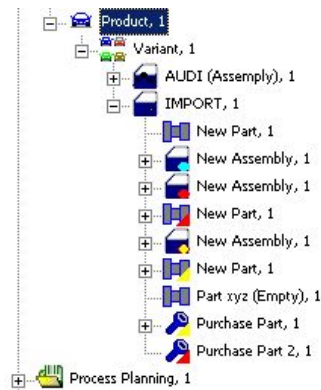 Product, 1
Variant, 1
AUDI (Assemply), 1
IMPORT, 1
New Part, 1
New Assembly, 1
New Assembly, 1
New Part, 1
New Assembly, 1
New Part, 1
Part xyz (Empty), 1
Purchase Part, 1
Purchase Part 2, 1
Process Planning, 1